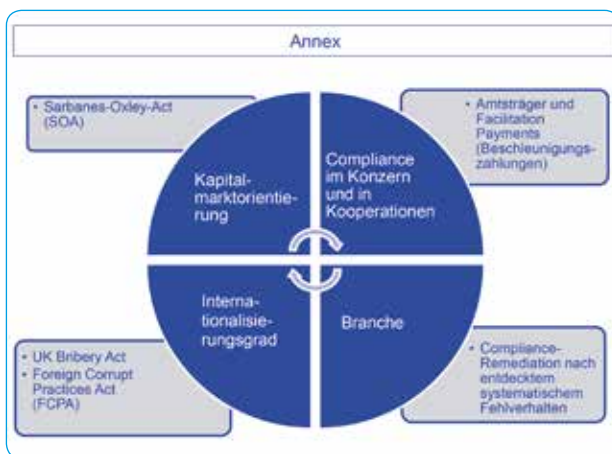 Annex
• Sarbanes-Oxley-Act
(SOA)
• Amtsträger und
Facilitation
Payments
(Beschleunigungs-
zahlungen)
Kapital-
marktorientie-
rung
Compliance
im Konzern
und in
Kooperationen
Interna-
tionalisie-
rungsgrad
Branche
• UK Bribery Act
• Foreign Corrupt
Practices Act
(FCPA)
• Compliance-
Remediation nach
entdecktem
systematischem
Fehlverhalten